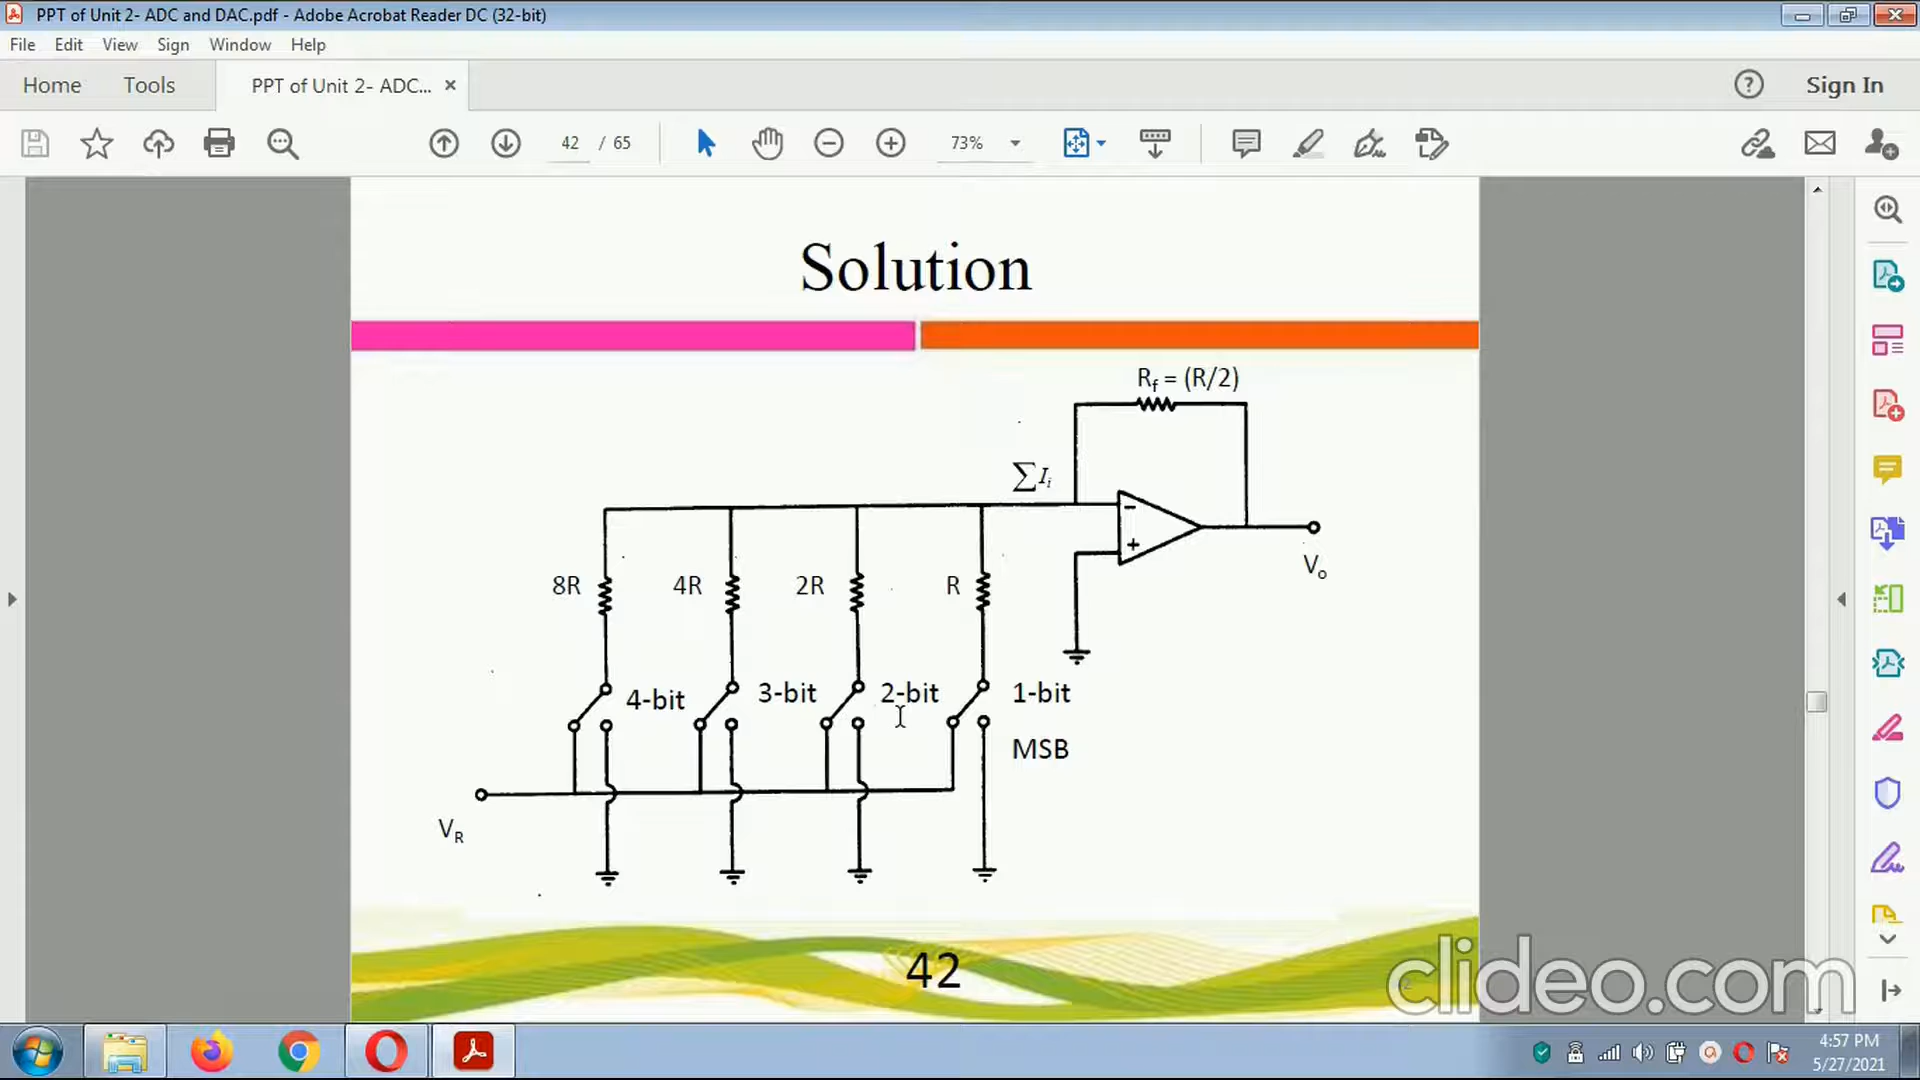 PPT of Unit 2- ADC and DAC.pdf - Adobe Acrobat Reader DC (32-bit)
File Edit View Sign Window Help
Home Tools PPT of Unit 2- ADC... × Sign In
42 / 65 73%
Solution
Rf = (R/2)
∑Ii
− +
Vo
8R 4R 2R R
4-bit 3-bit 2-bit 1-bit
MSB
VR
42
clideo.com
4:57 PM
5/27/2021